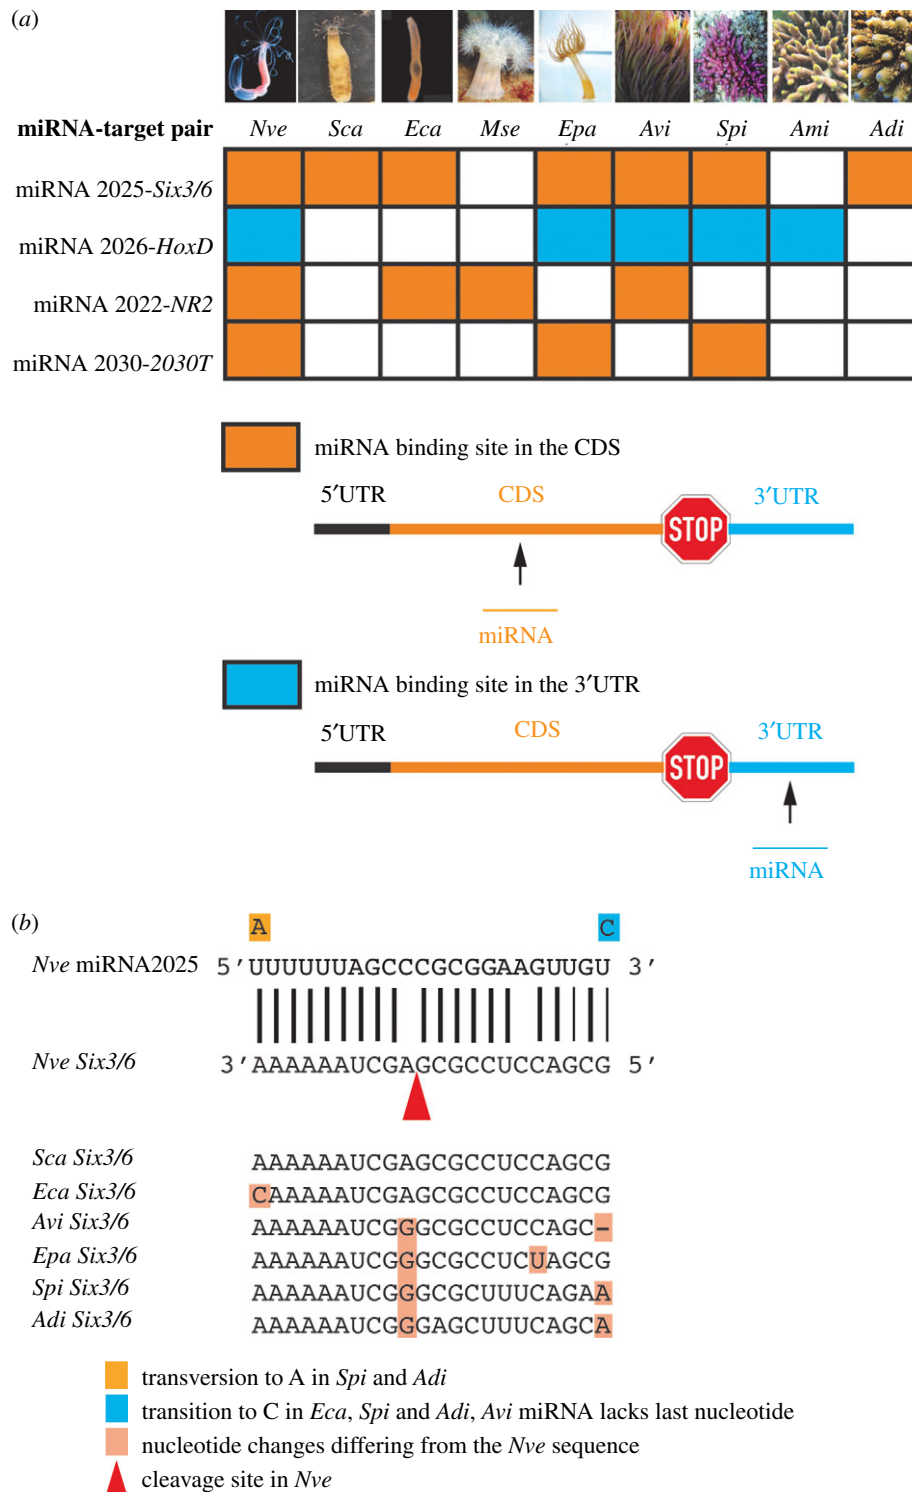 (a)
miRNA-target pair Nve Sca Eca Mse Epa Avi Spi Ami Adi
miRNA 2025-Six3/6
miRNA 2026-HoxD
miRNA 2022-NR2
miRNA 2030-2030T
miRNA binding site in the CDS
5′UTR CDS STOP 3′UTR
miRNA
miRNA binding site in the 3′UTR
5′UTR CDS STOP 3′UTR
miRNA
(b)
A C
Nve miRNA2025 5′UUUUUUAGCCCGCGGAAGUUGU 3′
Nve Six3/6 3′AAAAAAUCGAGCGCCUCCAGCG 5′
Sca Six3/6 AAAAAAUCGAGCGCCUCCAGCG
Eca Six3/6 CAAAAAUCGAGCGCCUCCAGCG
Avi Six3/6 AAAAAAUCGGGCGCCUCCAGC–
Epa Six3/6 AAAAAAUCGGGCGCCUCUAGCG
Spi Six3/6 AAAAAAUCGGGCGCUUUCAGAA
Adi Six3/6 AAAAAAUCGGGAGCUUUCAGCA
transversion to A in Spi and Adi
transition to C in Eca, Spi and Adi, Avi miRNA lacks last nucleotide
nucleotide changes differing from the Nve sequence
cleavage site in Nve